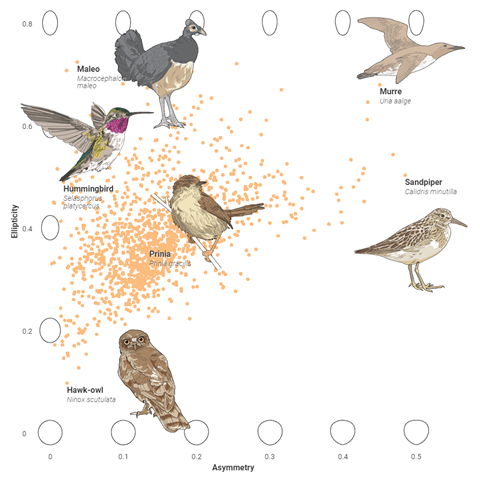 0.8
Maleo
Macrocephalon
maleo
Murre
Uria aalge
0.6
Hummingbird
Selasphorus
platycercus
Sandpiper
Calidris minutilla
Ellipticity
0.4
Prinia
Prinia gracilis
0.2
Hawk-owl
Ninox scutulata
0
0
0.1
0.2
0.3
0.4
0.5
Asymmetry